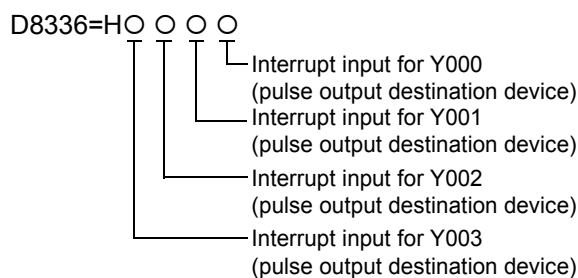 D8336=H○ ○ ○ ○
Interrupt input for Y000
(pulse output destination device)
Interrupt input for Y001
(pulse output destination device)
Interrupt input for Y002
(pulse output destination device)
Interrupt input for Y003
(pulse output destination device)